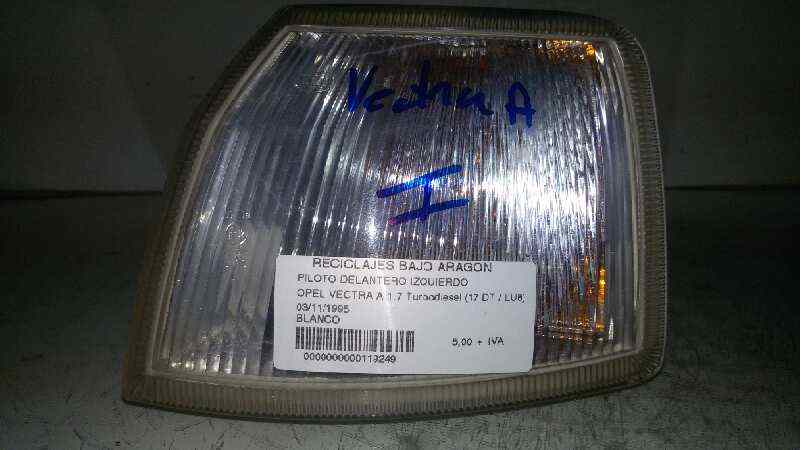 Vectra A
I
RECICLAJES BAJO ARAGON
PILOTO DELANTERO IZQUIERDO
OPEL VECTRA A 1.7 Turbodiesel (17 DT / LU8)
03/11/1995
BLANCO
5,00 + IVA
0000000000119249